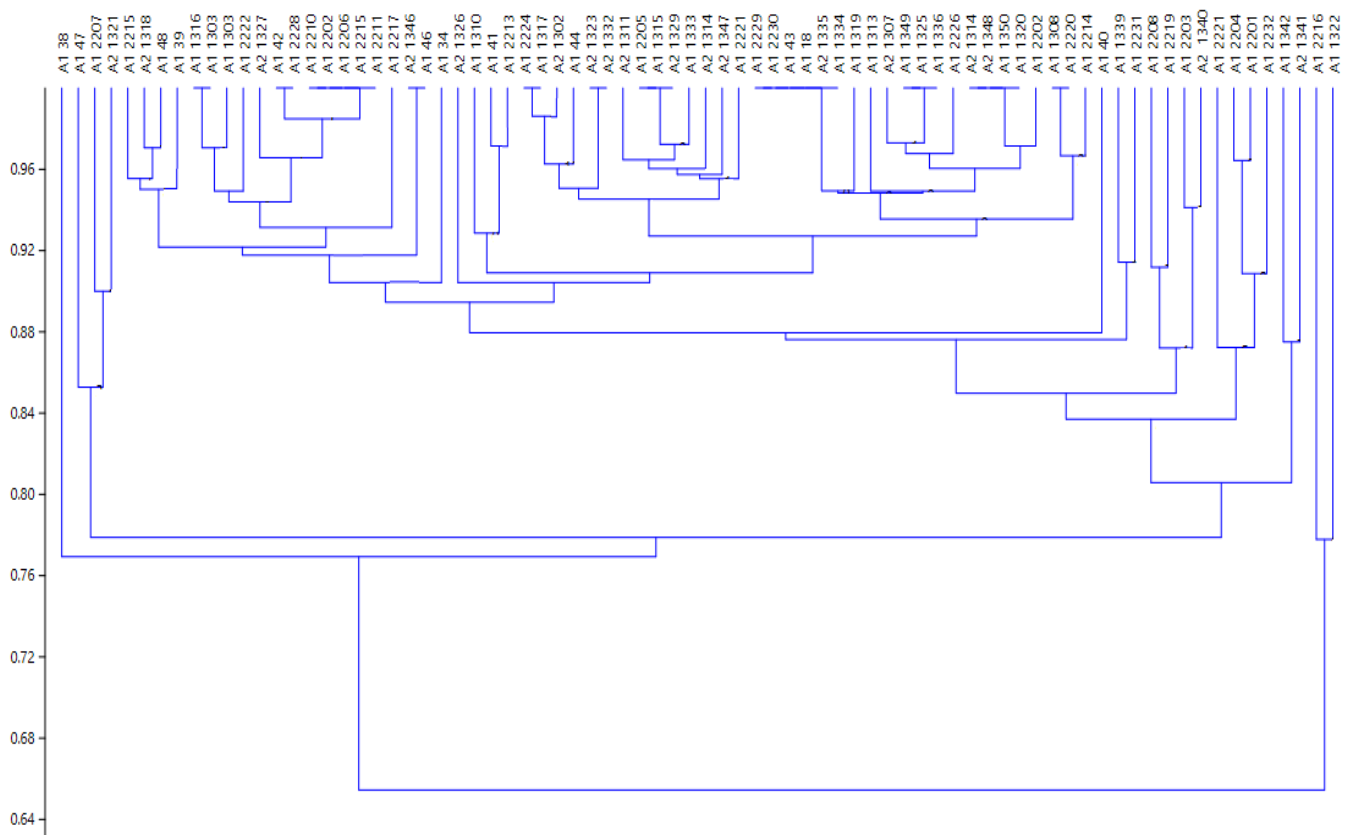 A1 38
A1 47
A1 2207
A2 1321
A1 2215
A2 1318
A1 48
A1 39
A1 1316
A1 1303
A1 1303
A1 2222
A2 1327
A1 42
A1 2228
A1 2210
A1 2202
A1 2206
A1 2215
A1 2211
A1 2217
A2 1346
A1 46
A1 34
A2 1326
A1 1310
A1 41
A1 2213
A1 2224
A1 1317
A2 1302
A1 44
A2 1323
A2 1332
A2 1311
A1 2205
A1 1315
A2 1329
A1 1333
A2 1314
A2 1347
A1 2221
A1 2229
A1 2230
A1 43
A1 18
A2 1335
A1 1334
A1 1319
A1 1313
A2 1307
A1 1349
A1 1325
A1 1336
A1 2226
A2 1314
A2 1348
A1 1350
A1 1320
A1 2202
A1 1308
A1 2220
A1 2214
A1 40
A1 1339
A1 2231
A1 2208
A1 2219
A1 2203
A2 1340
A1 2221
A1 2204
A1 2201
A1 2232
A1 1342
A2 1341
A1 2216
A1 1322
0.96
0.92
0.88
0.84
0.80
0.76
0.72
0.68
0.64